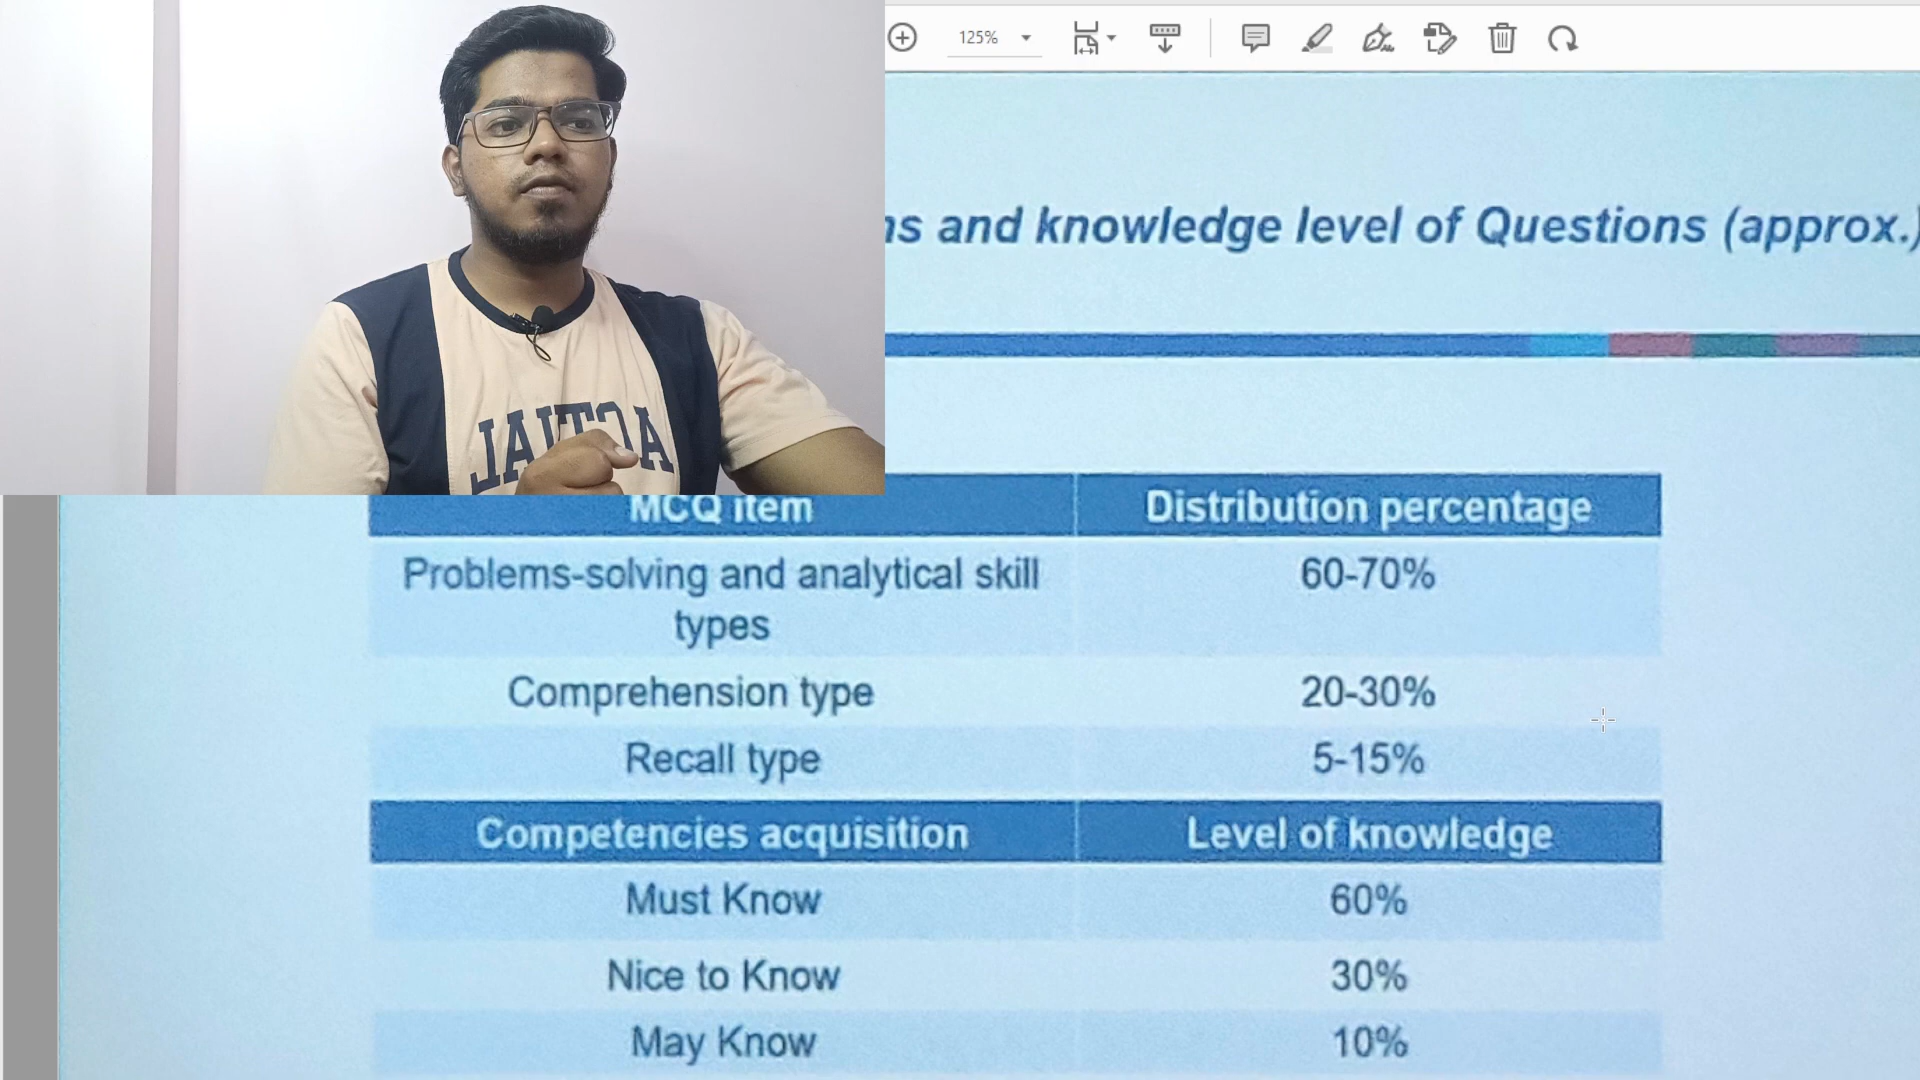 125%
and knowledge level of Questions (approx.)
JAUTCA
MCQ item
Distribution percentage
Problems-solving and analytical skill
types
60-70%
Comprehension type
20-30%
Recall type
5-15%
Competencies acquisition
Level of knowledge
Must Know
60%
Nice to Know
30%
May Know
10%